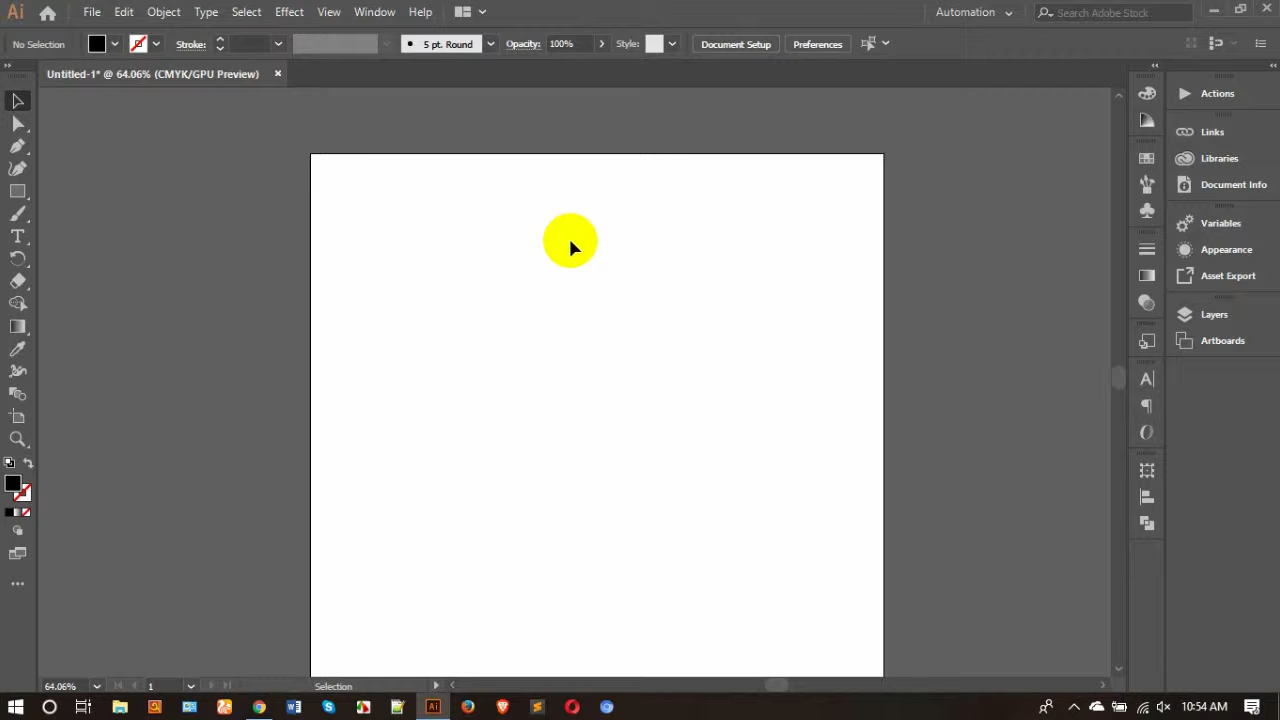 Ai File Edit Object Type Select Effect View Window Help Automation Search Adobe Stock
No Selection Stroke: 5 pt. Round Opacity: 100% Style: Document Setup Preferences
Untitled-1* @ 64.06% (CMYK/GPU Preview) ×
Actions
Links
Libraries
Document Info
Variables
Appearance
Asset Export
Layers
Artboards
64.06% 1 Selection
Ai 10:54 AM